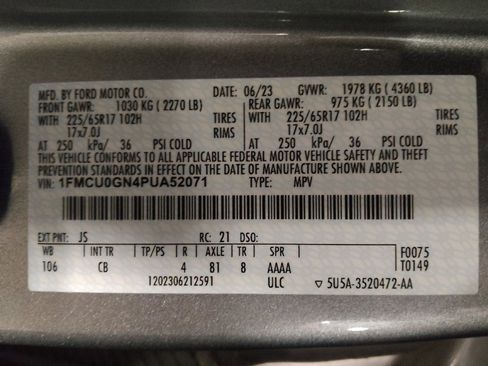 MFD. BY FORD MOTOR CO. DATE: 06/23 GVWR: 1978 KG (4360 LB)
FRONT GAWR: 1030 KG (2270 LB) REAR GAWR: 975 KG (2150 LB)
WITH 225/65R17 102H TIRES WITH 225/65R17 102H TIRES
17x7.0J RIMS 17x7.0J RIMS
AT 250 kPa/ 36 PSI COLD AT 250 kPa/ 36 PSI COLD
THIS VEHICLE CONFORMS TO ALL APPLICABLE FEDERAL MOTOR VEHICLE SAFETY AND THEFT
PREVENTION STANDARDS IN EFFECT ON THE DATE OF MANUFACTURE SHOWN ABOVE.
VIN: 1FMCU0GN4PUA52071 TYPE: MPV
EXT PNT: JS RC: 21 DSO:
WB INT TR TP/PS R AXLE TR SPR F0075
106 CB 4 81 8 AAAA T0149
1202306212591 ULC ▽ 5U5A-3520472-AA